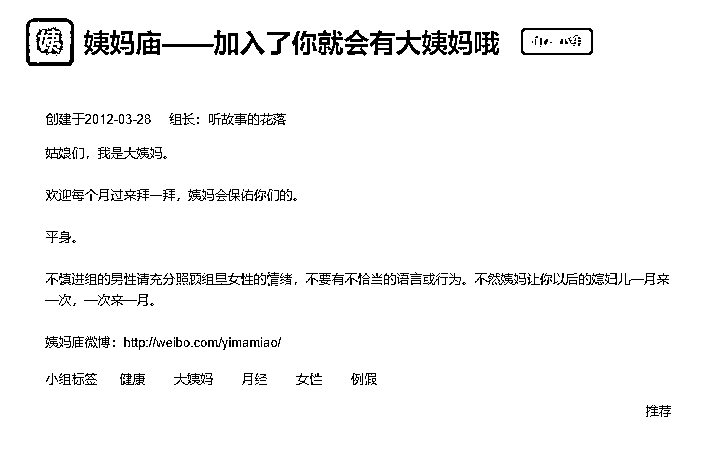 姨
姨妈庙——加入了你就会有大姨妈哦
创建于2012-03-28 组长：听故事的花落
姑娘们，我是大姨妈。
欢迎每个月过来拜一拜，姨妈会保佑你们的。
平身。
不慎进组的男性请充分照顾组里女性的情绪，不要有不恰当的语言或行为。不然姨妈让你以后的媳妇儿一月来
一次，一次来一月。
姨妈庙微博：http://weibo.com/yimamiao/
小组标签 健康 大姨妈 月经 女性 例假
推荐